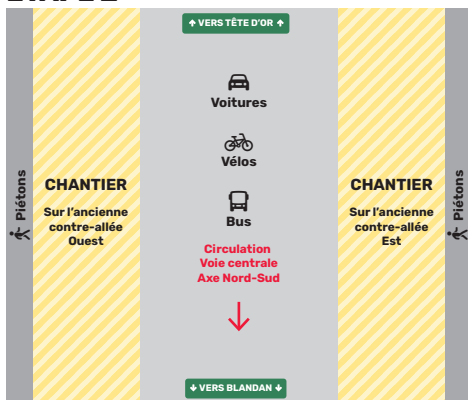 ↑ VERS TÊTE D'OR ↑
Voitures
Vélos
Bus
Circulation
Voie centrale
Axe Nord-Sud
Piétons
CHANTIER
Sur l'ancienne
contre-allée
Ouest
CHANTIER
Sur l'ancienne
contre-allée
Est
Piétons
↓ VERS BLANDAN ↓